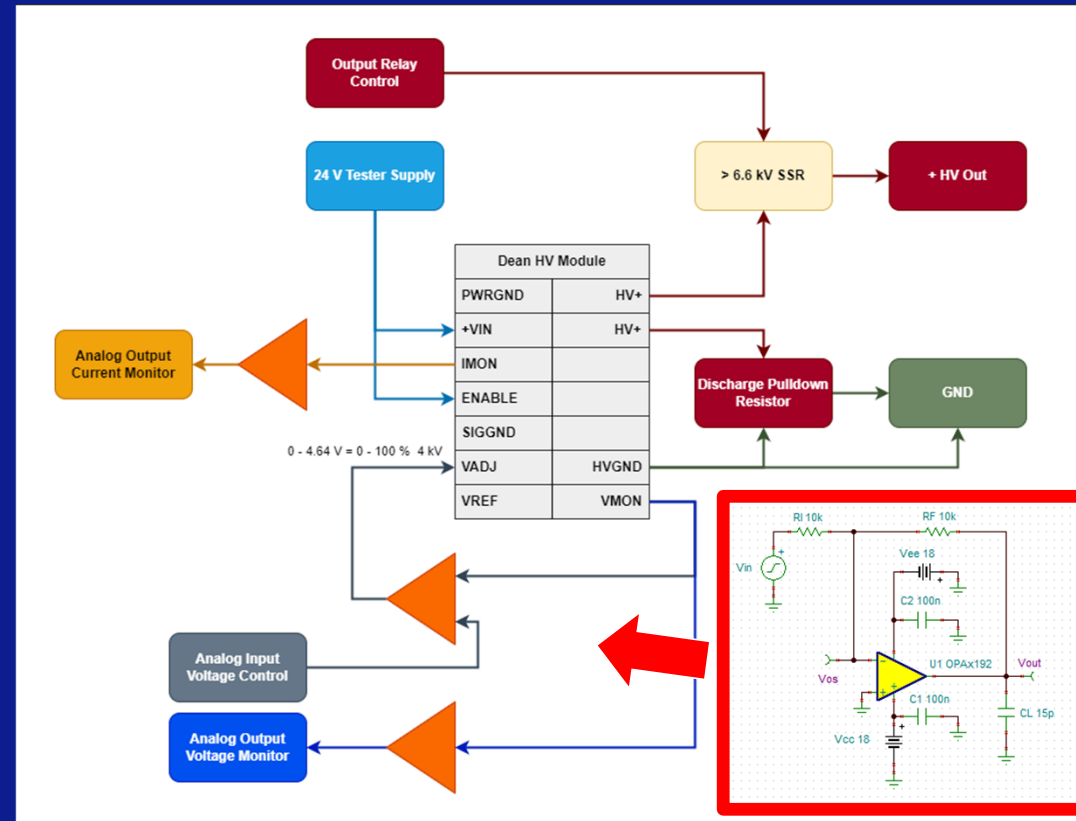 Output Relay
Control
24 V Tester Supply
> 6.6 kV SSR
+ HV Out
Dean HV Module
PWRGND
HV+
+VIN
HV+
Analog Output
Current Monitor
IMON
Discharge Pulldown
Resistor
GND
ENABLE
SIGGND
0 - 4.64 V = 0 - 100 % 4 kV
VADJ
HVGND
VREF
VMON
RI 10k
RF 10k
Vee 18
Vin
+
+
C2 100n
Analog Input
Voltage Control
U1 OPAx192
Vout
Vos
-
+
+
C1 100n
CL 15p
+
Vcc 18
Analog Output
Voltage Monitor